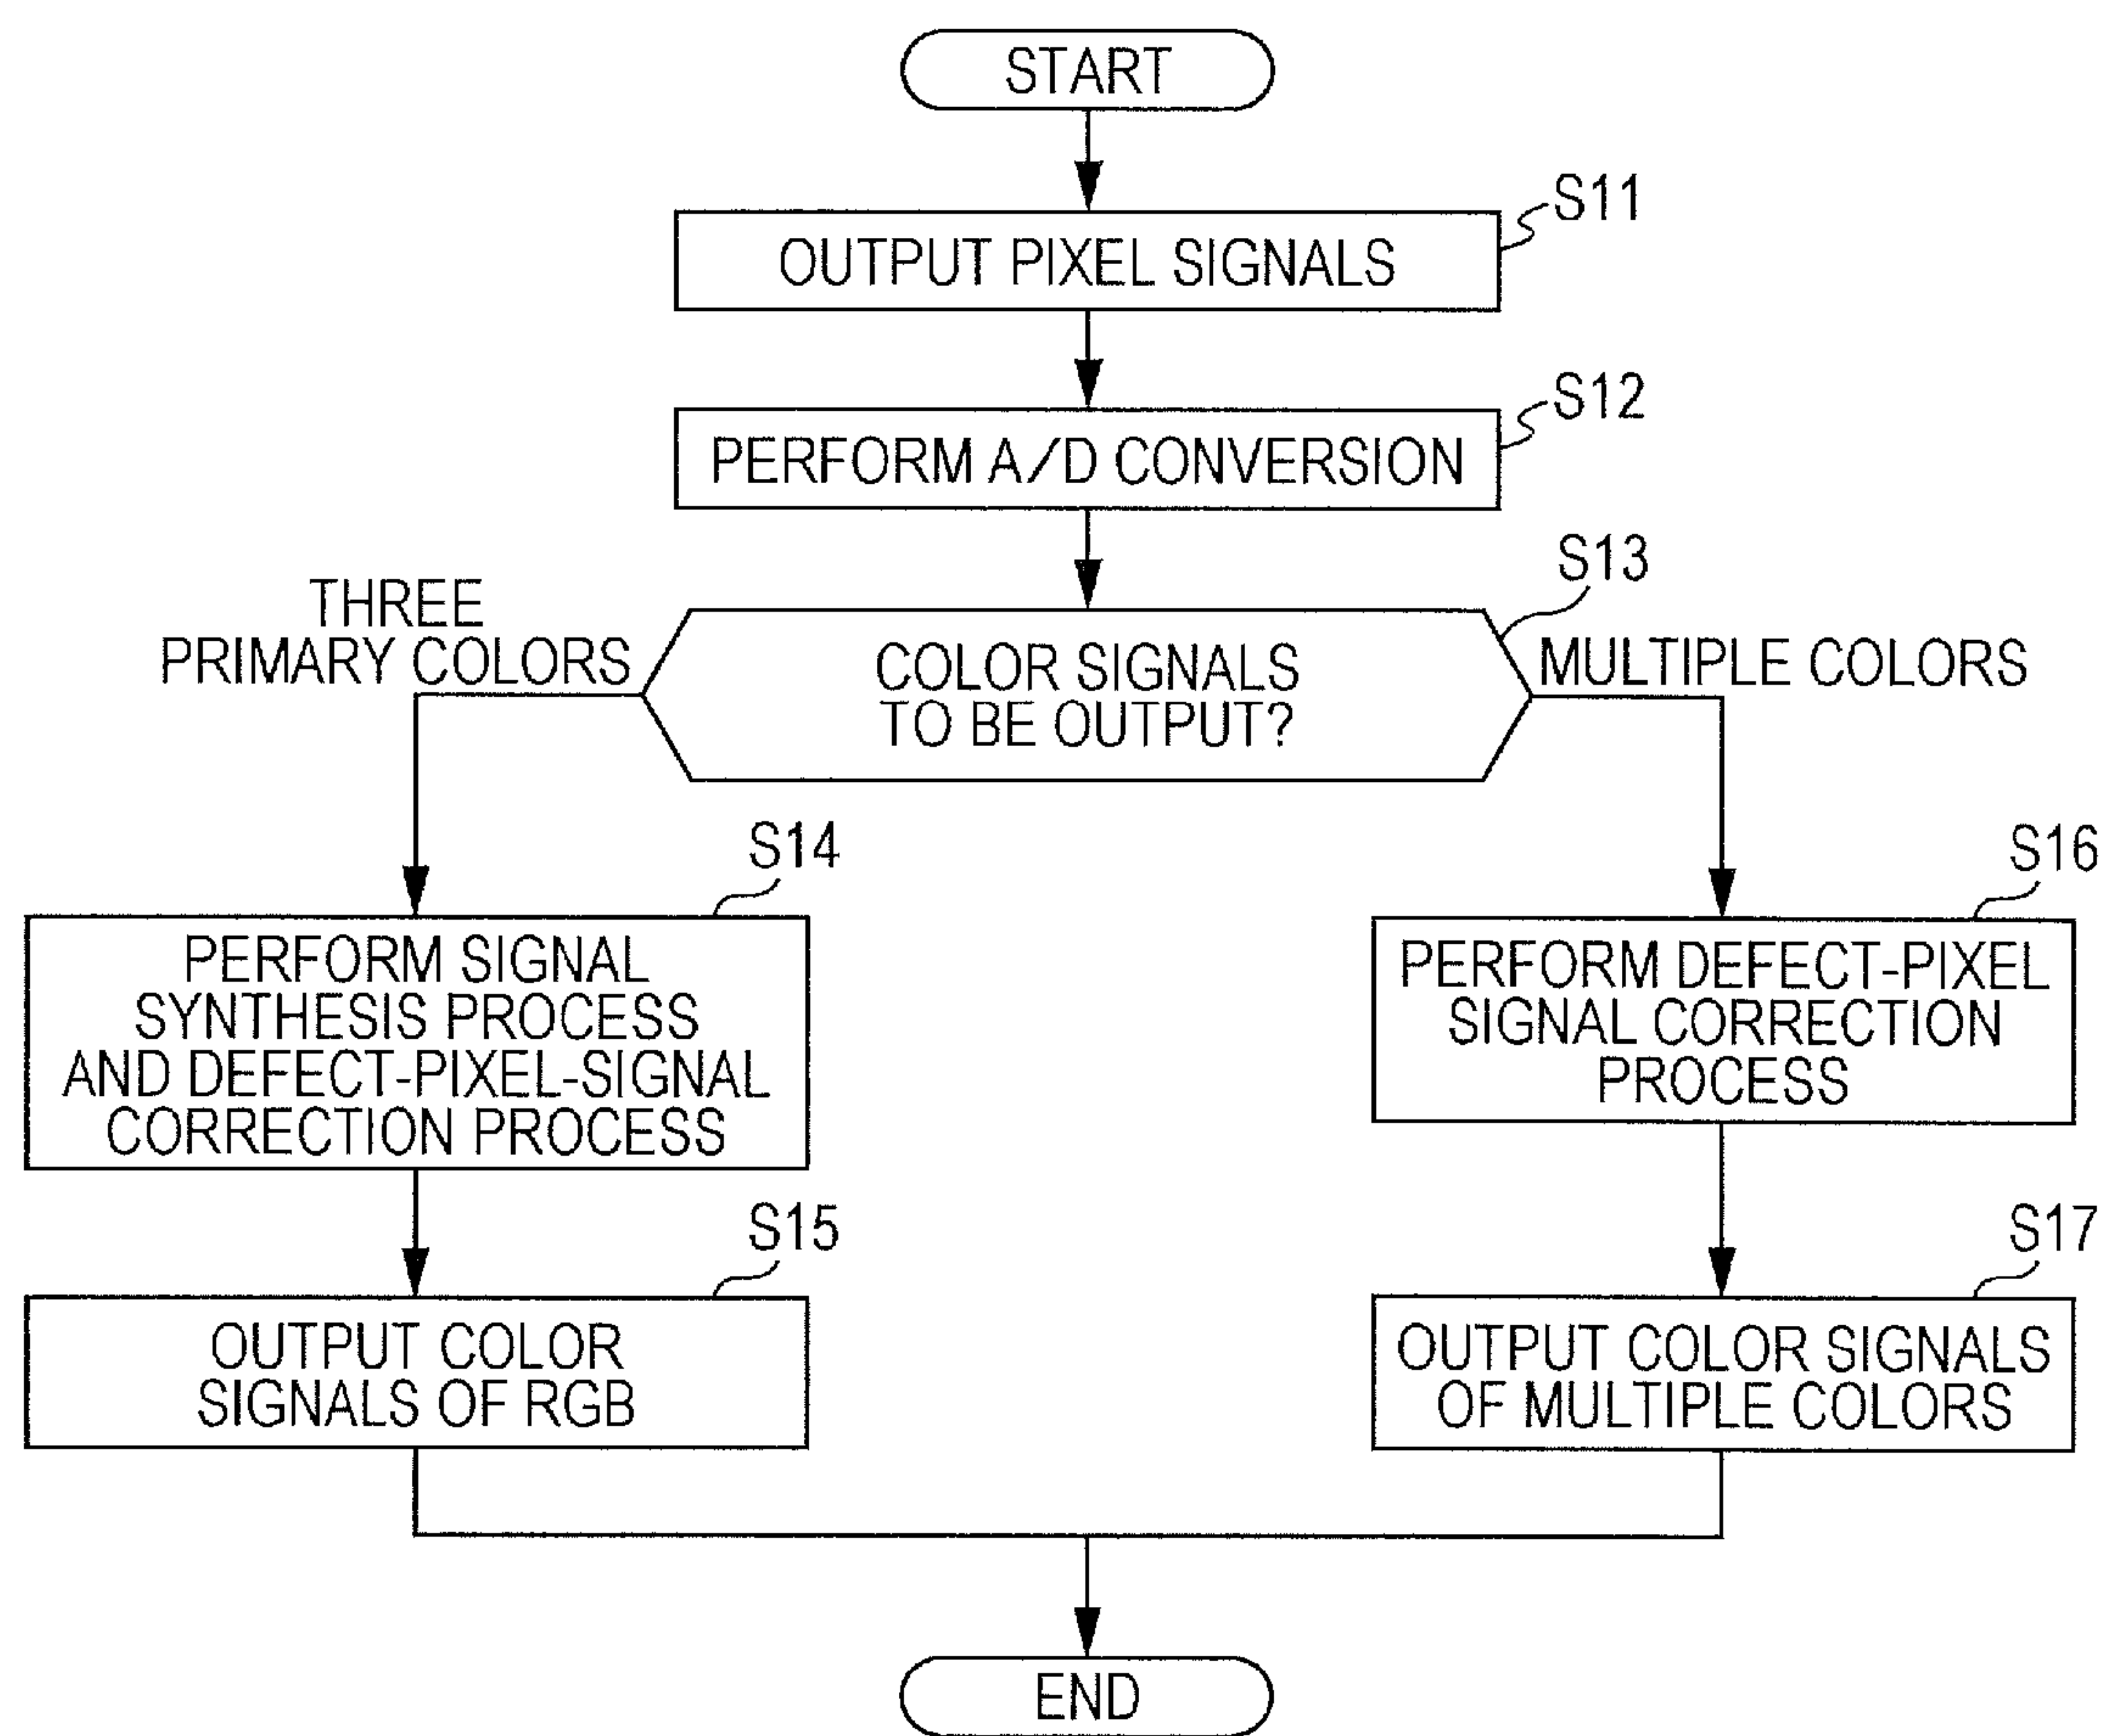 START
S11
OUTPUT PIXEL SIGNALS
S12
PERFORM A/D CONVERSION
S13
THREE
PRIMARY COLORS
COLOR SIGNALS
TO BE OUTPUT?
MULTIPLE COLORS
S14
PERFORM SIGNAL
SYNTHESIS PROCESS
AND DEFECT-PIXEL-SIGNAL
CORRECTION PROCESS
S16
PERFORM DEFECT-PIXEL
SIGNAL CORRECTION
PROCESS
S15
OUTPUT COLOR
SIGNALS OF RGB
S17
OUTPUT COLOR SIGNALS
OF MULTIPLE COLORS
END